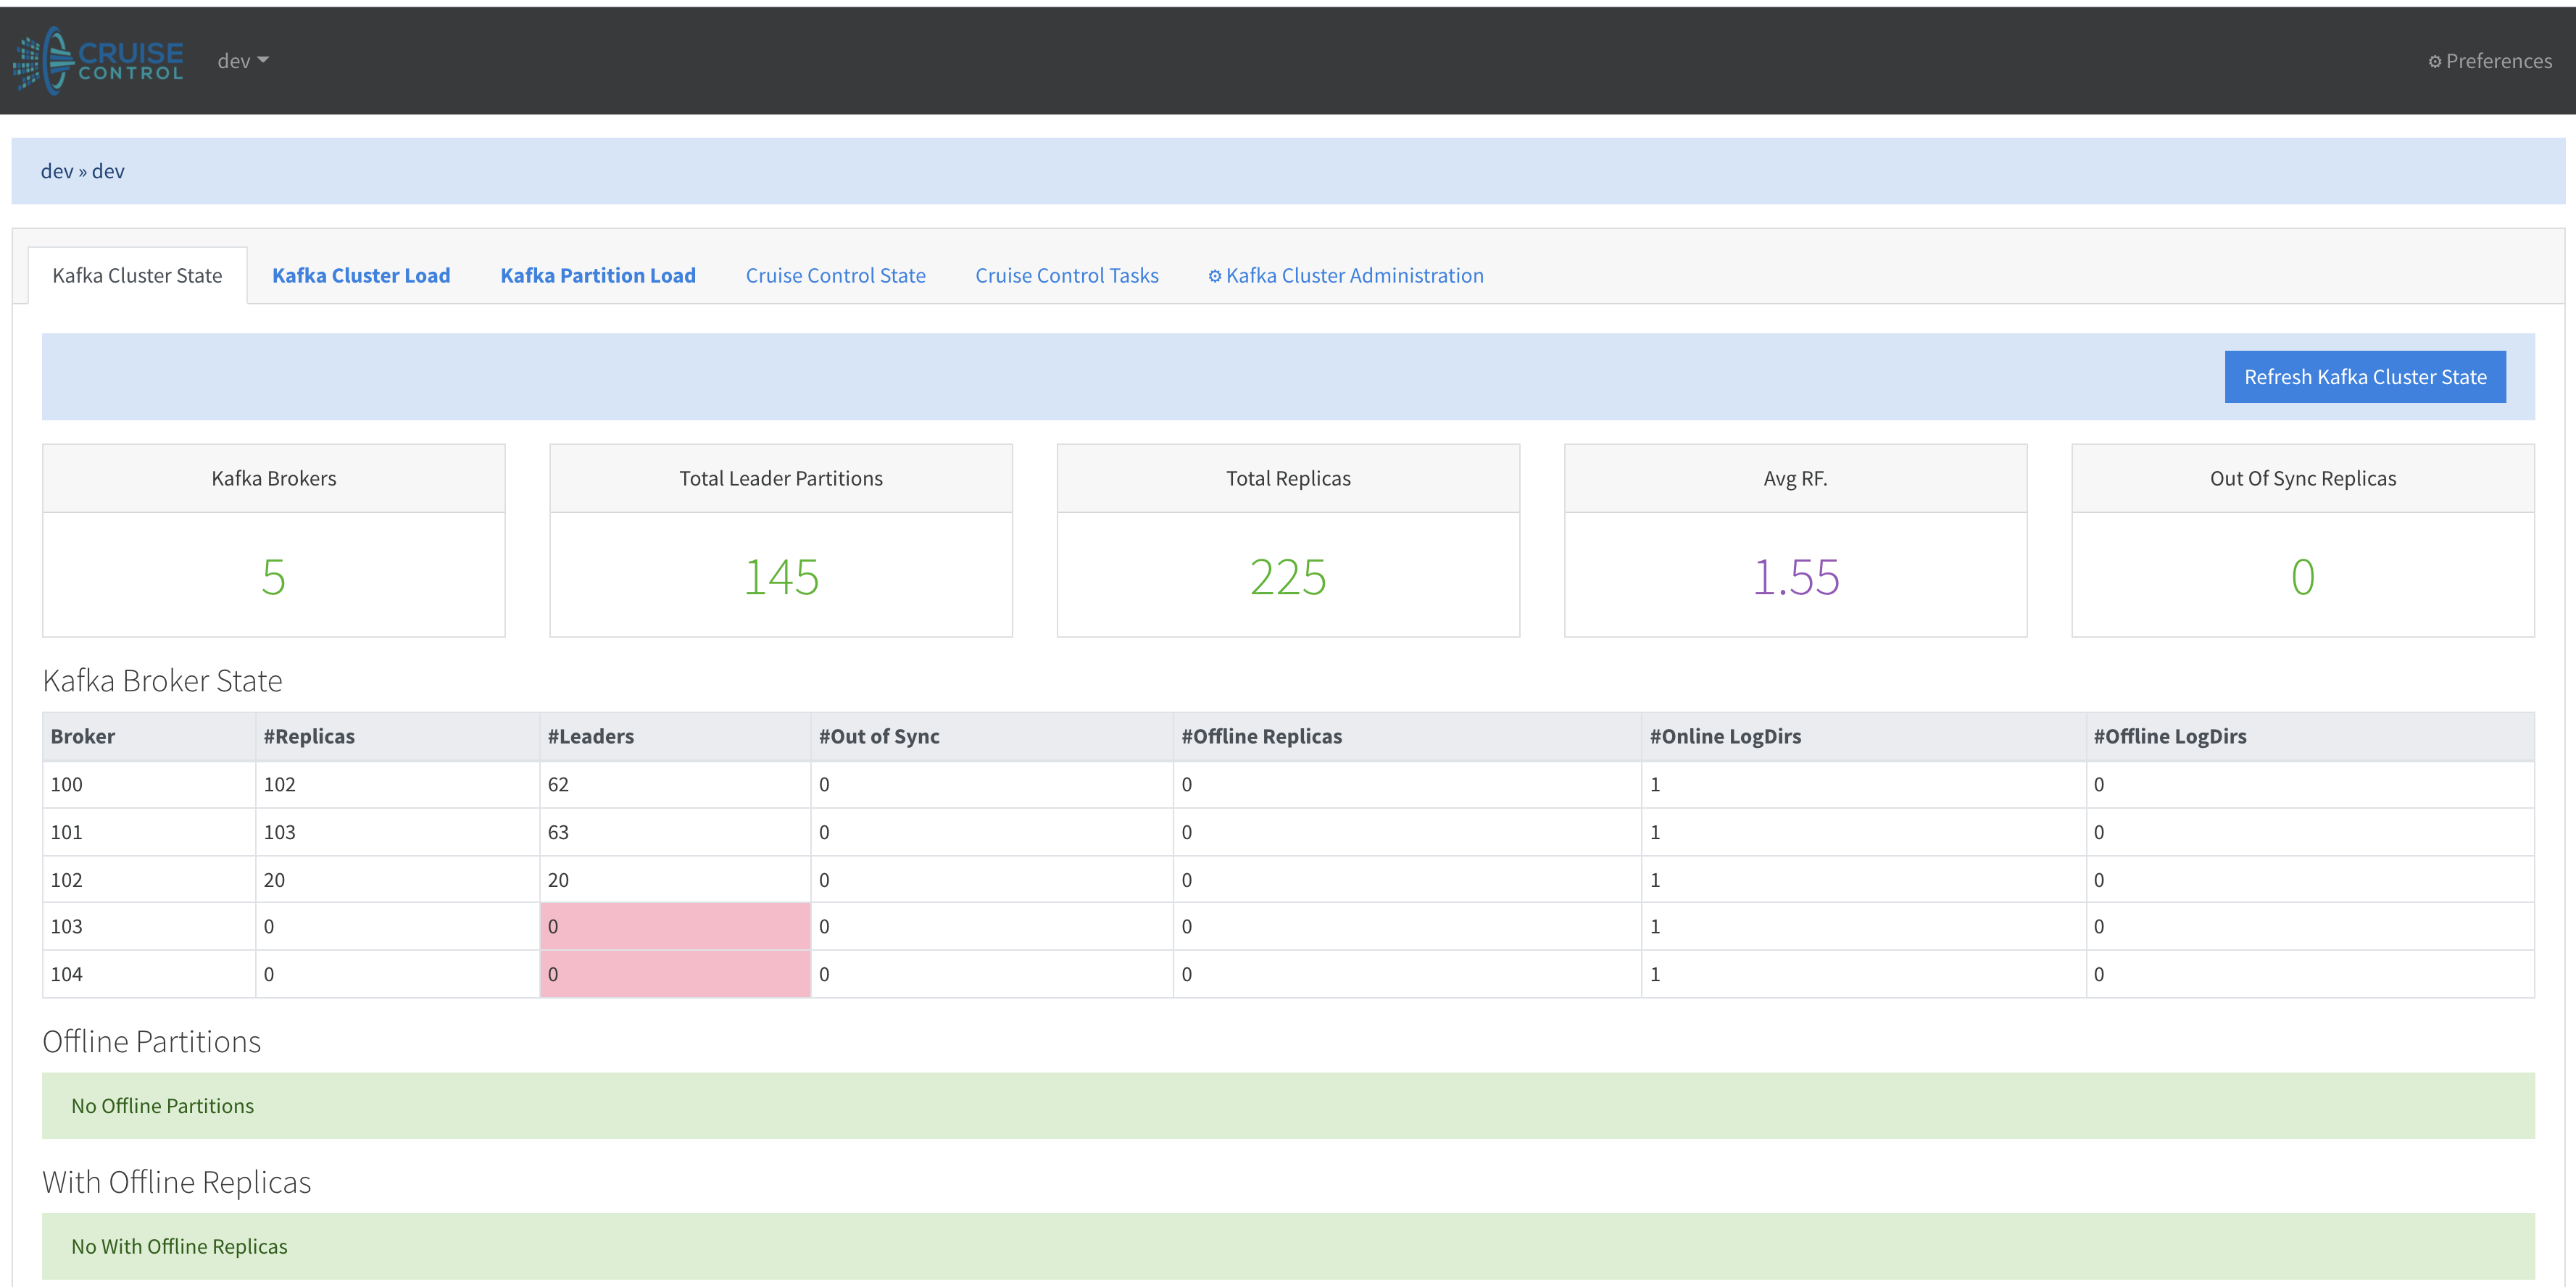 CRUISE
CONTROL
dev
Preferences
dev » dev
Kafka Cluster State Kafka Cluster Load Kafka Partition Load Cruise Control State Cruise Control Tasks Kafka Cluster Administration
Refresh Kafka Cluster State
Kafka Brokers Total Leader Partitions Total Replicas Avg RF. Out Of Sync Replicas
5 145 225 1.55 0
Kafka Broker State
Broker #Replicas #Leaders #Out of Sync #Offline Replicas #Online LogDirs #Offline LogDirs
100 102 62 0 0 1 0
101 103 63 0 0 1 0
102 20 20 0 0 1 0
103 0 0 0 0 1 0
104 0 0 0 0 1 0
Offline Partitions
No Offline Partitions
With Offline Replicas
No With Offline Replicas